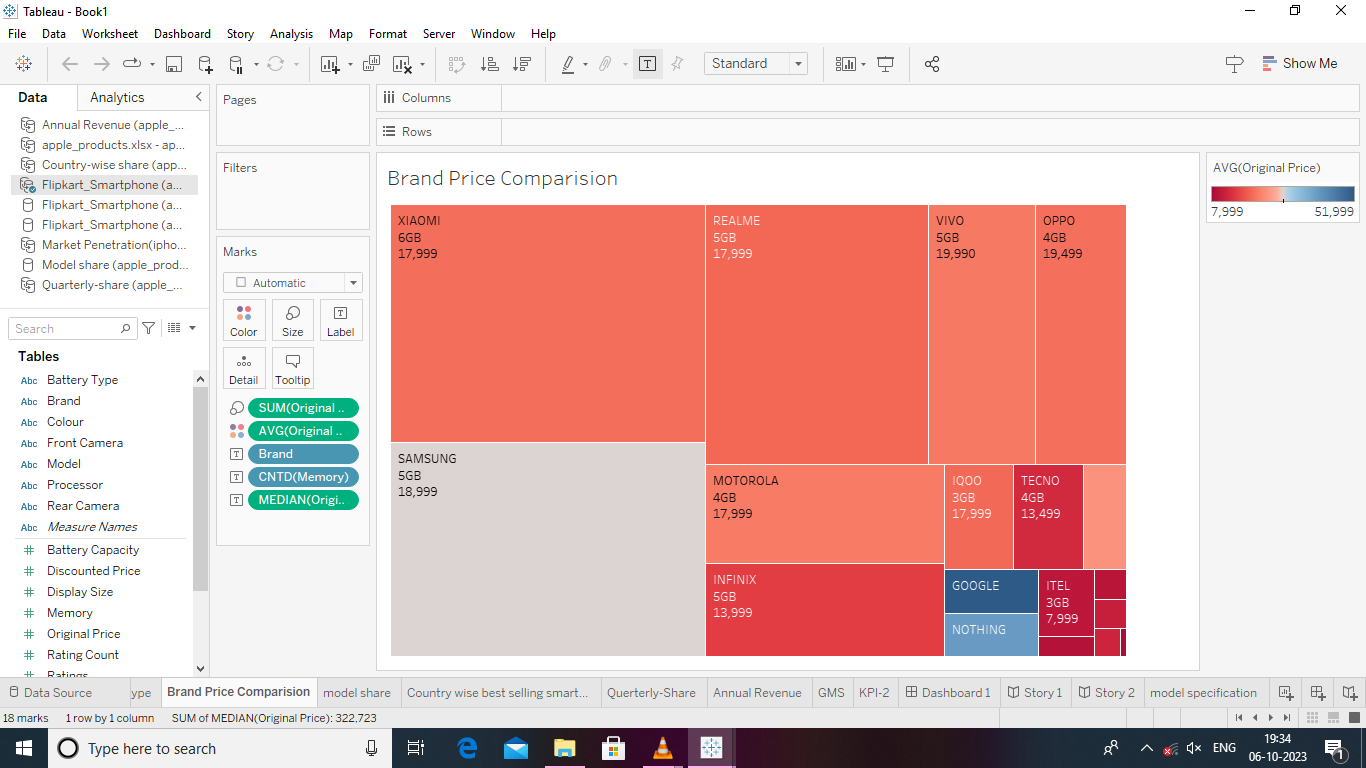 Tableau - Book1
File Data Worksheet Dashboard Story Analysis Map Format Server Window Help
Standard
Show Me
Data Analytics
Annual Revenue (apple_...
apple_products.xlsx - ap...
Country-wise share (app...
Flipkart_Smartphone (a...
Flipkart_Smartphone (a...
Flipkart_Smartphone (a...
Market Penetration(ipho...
Model share (apple_prod...
Quarterly-share (apple_...
Search
Tables
Abc Battery Type
Abc Brand
Abc Colour
Abc Front Camera
Abc Model
Abc Processor
Abc Rear Camera
Abc Measure Names
# Battery Capacity
# Discounted Price
# Display Size
# Memory
# Original Price
# Rating Count
# Ratings
Pages
Filters
Marks
Automatic
Color Size Label
Detail Tooltip
SUM(Original ..
AVG(Original ..
Brand
CNTD(Memory)
MEDIAN(Origi..
Columns
Rows
Brand Price Comparision
XIAOMI
6GB
17,999
REALME
5GB
17,999
VIVO
5GB
19,990
OPPO
4GB
19,499
SAMSUNG
5GB
18,999
MOTOROLA
4GB
17,999
IQOO
3GB
17,999
TECNO
4GB
13,499
INFINIX
5GB
13,999
GOOGLE
NOTHING
ITEL
3GB
7,999
AVG(Original Price)
7,999 51,999
Data Source ype Brand Price Comparision model share Country wise best selling smart... Querterly-Share Annual Revenue GMS KPI-2 Dashboard 1 Story 1 Story 2 model specification
18 marks 1 row by 1 column SUM of MEDIAN(Original Price): 322,723
Type here to search
ENG
19:34
06-10-2023
1